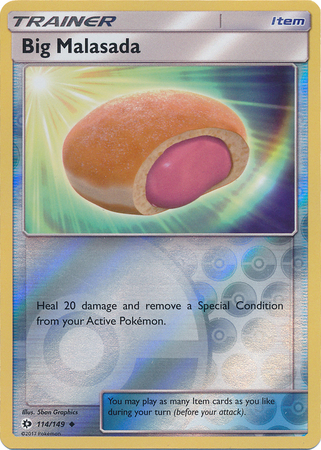 TRAINER
Item
Big Malasada
Heal 20 damage and remove a Special Condition
from your Active Pokémon.
You may play as many Item cards as you like
during your turn (before your attack).
Illus. 5ban Graphics
114/149 ◆
©2017 Pokémon